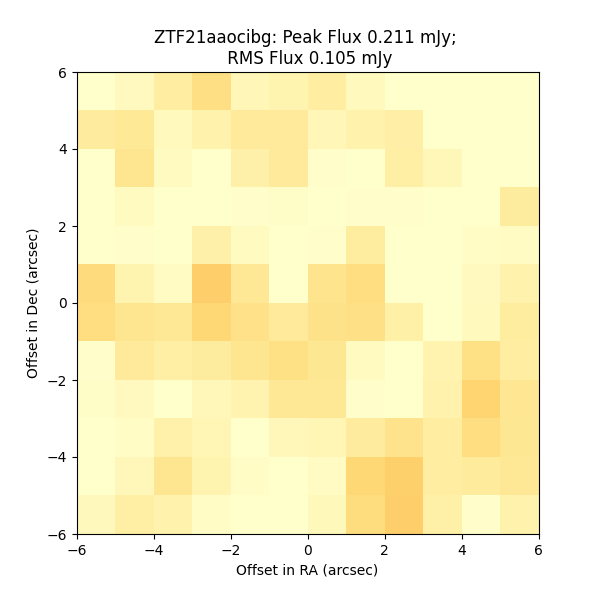 ZTF21aaocibg: Peak Flux 0.211 mJy;
RMS Flux 0.105 mJy
6
4
2
0
−2
−4
−6
Offset in Dec (arcsec)
−6 −4 −2 0 2 4 6
Offset in RA (arcsec)